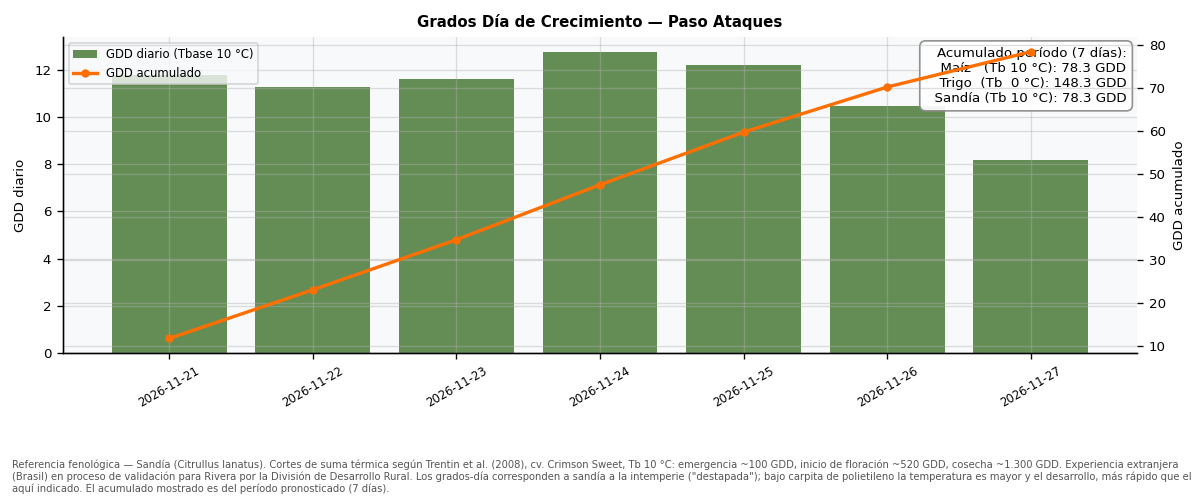 Grados Día de Crecimiento — Paso Ataques
GDD diario (Tbase 10 °C)
GDD acumulado
Acumulado período (7 días):
Maíz (Tb 10 °C): 78.3 GDD
Trigo (Tb 0 °C): 148.3 GDD
Sandía (Tb 10 °C): 78.3 GDD
GDD diario
0
2
4
6
8
10
12
GDD acumulado
10
20
30
40
50
60
70
80
2026-11-21
2026-11-22
2026-11-23
2026-11-24
2026-11-25
2026-11-26
2026-11-27
Referencia fenológica — Sandía (Citrullus lanatus). Cortes de suma térmica según Trentin et al. (2008), cv. Crimson Sweet, Tb 10 °C: emergencia ~100 GDD, inicio de floración ~520 GDD, cosecha ~1.300 GDD. Experiencia extranjera
(Brasil) en proceso de validación para Rivera por la División de Desarrollo Rural. Los grados-día corresponden a sandía a la intemperie ("destapada"); bajo carpita de polietileno la temperatura es mayor y el desarrollo, más rápido que el
aquí indicado. El acumulado mostrado es del período pronosticado (7 días).